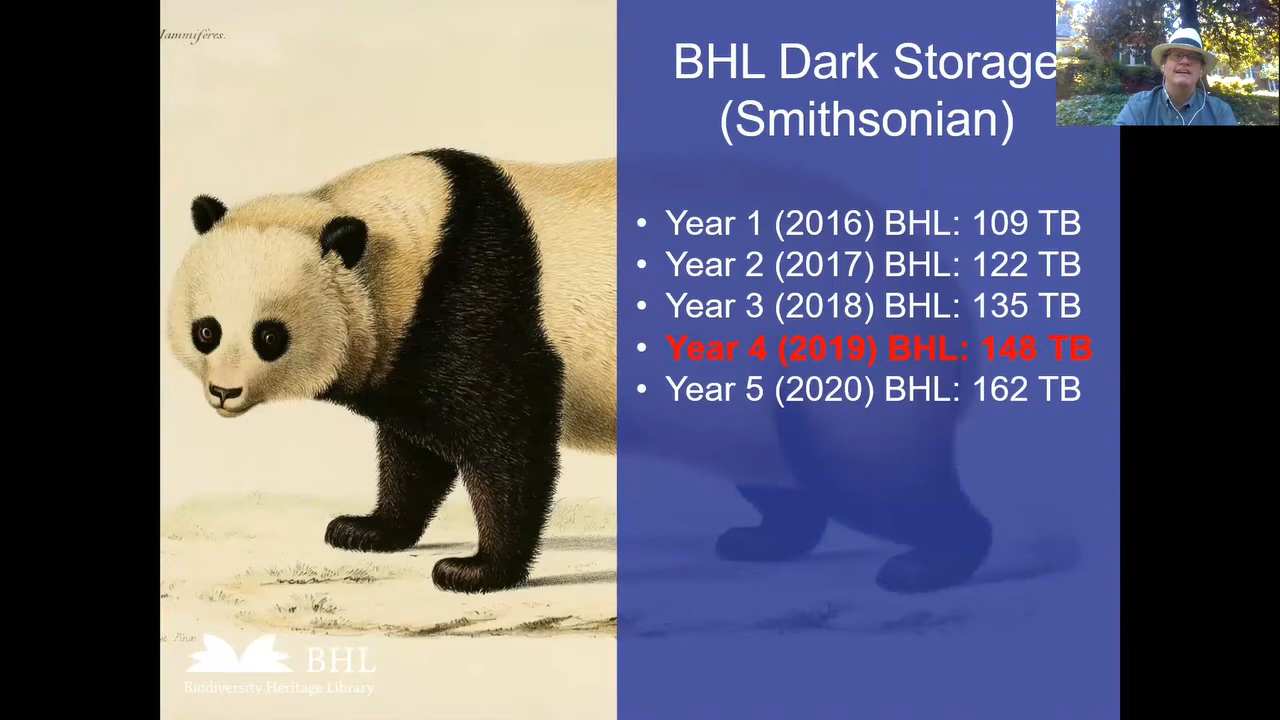 Mammifères.
BHL Dark Storage
(Smithsonian)
• Year 1 (2016) BHL: 109 TB
• Year 2 (2017) BHL: 122 TB
• Year 3 (2018) BHL: 135 TB
• Year 4 (2019) BHL: 148 TB
• Year 5 (2020) BHL: 162 TB
BHL
Biodiversity Heritage Library